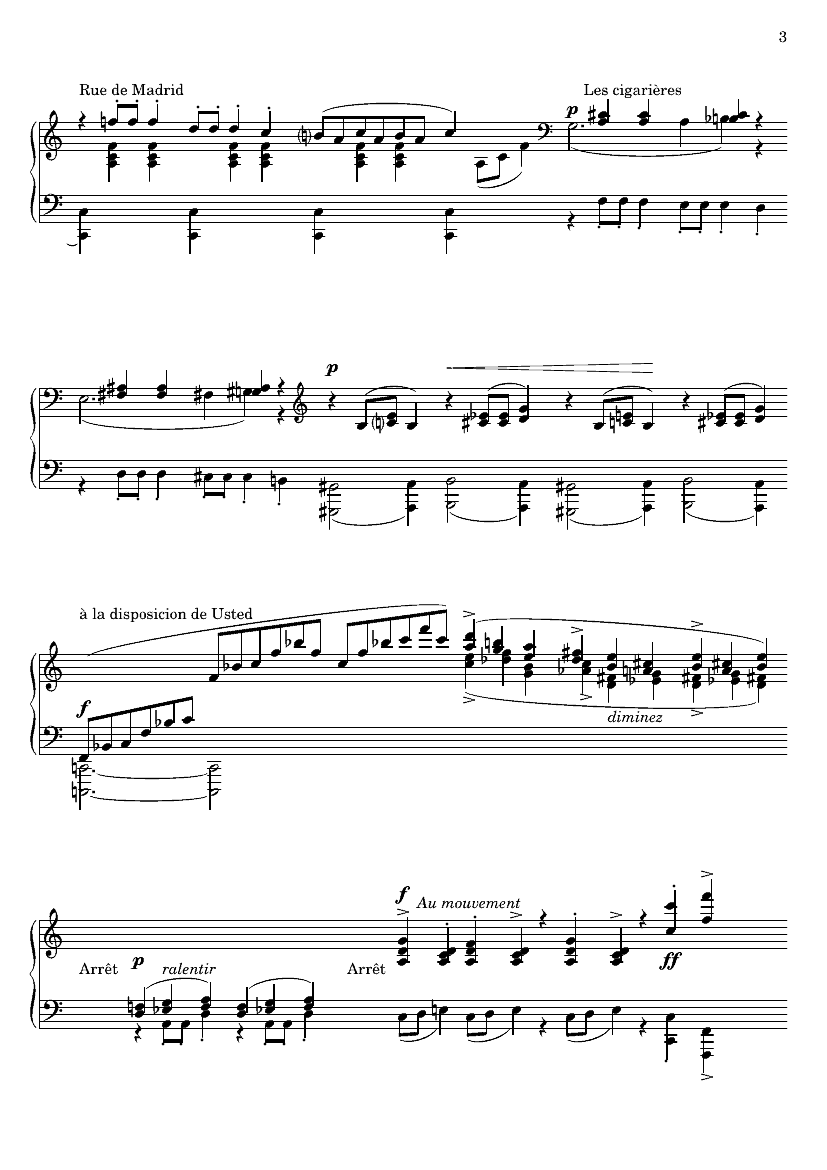 3
Rue de Madrid
Les cigarières
p
p
à la disposicion de Usted
f
diminez
f
Au mouvement
Arrêt
p
ralentir
Arrêt
ff